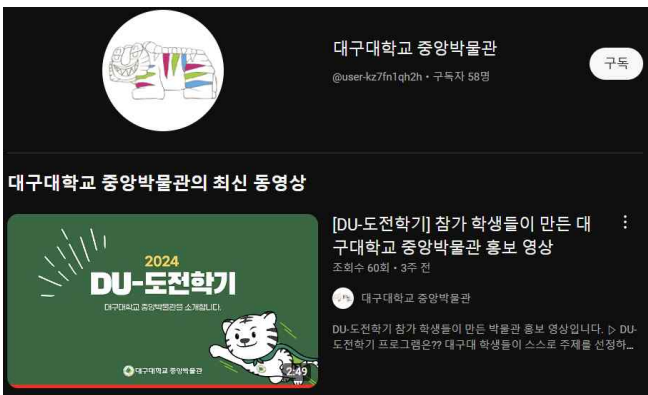 대구대학교 중앙박물관
@user-kz7fn1qh2h • 구독자 58명
구독
대구대학교 중앙박물관의 최신 동영상
2024
DU-도전학기
대구대학교 중앙박물관을 소개합니다.
대구대학교 중앙박물관
2:49
[DU-도전학기] 참가 학생들이 만든 대
구대학교 중앙박물관 홍보 영상
조회수 60회 • 3주 전
대구대학교 중앙박물관
DU-도전학기 참가 학생들이 만든 박물관 홍보 영상입니다. ▷ DU-
도전학기 프로그램은?? 대구대 학생들이 스스로 주제를 선정하...